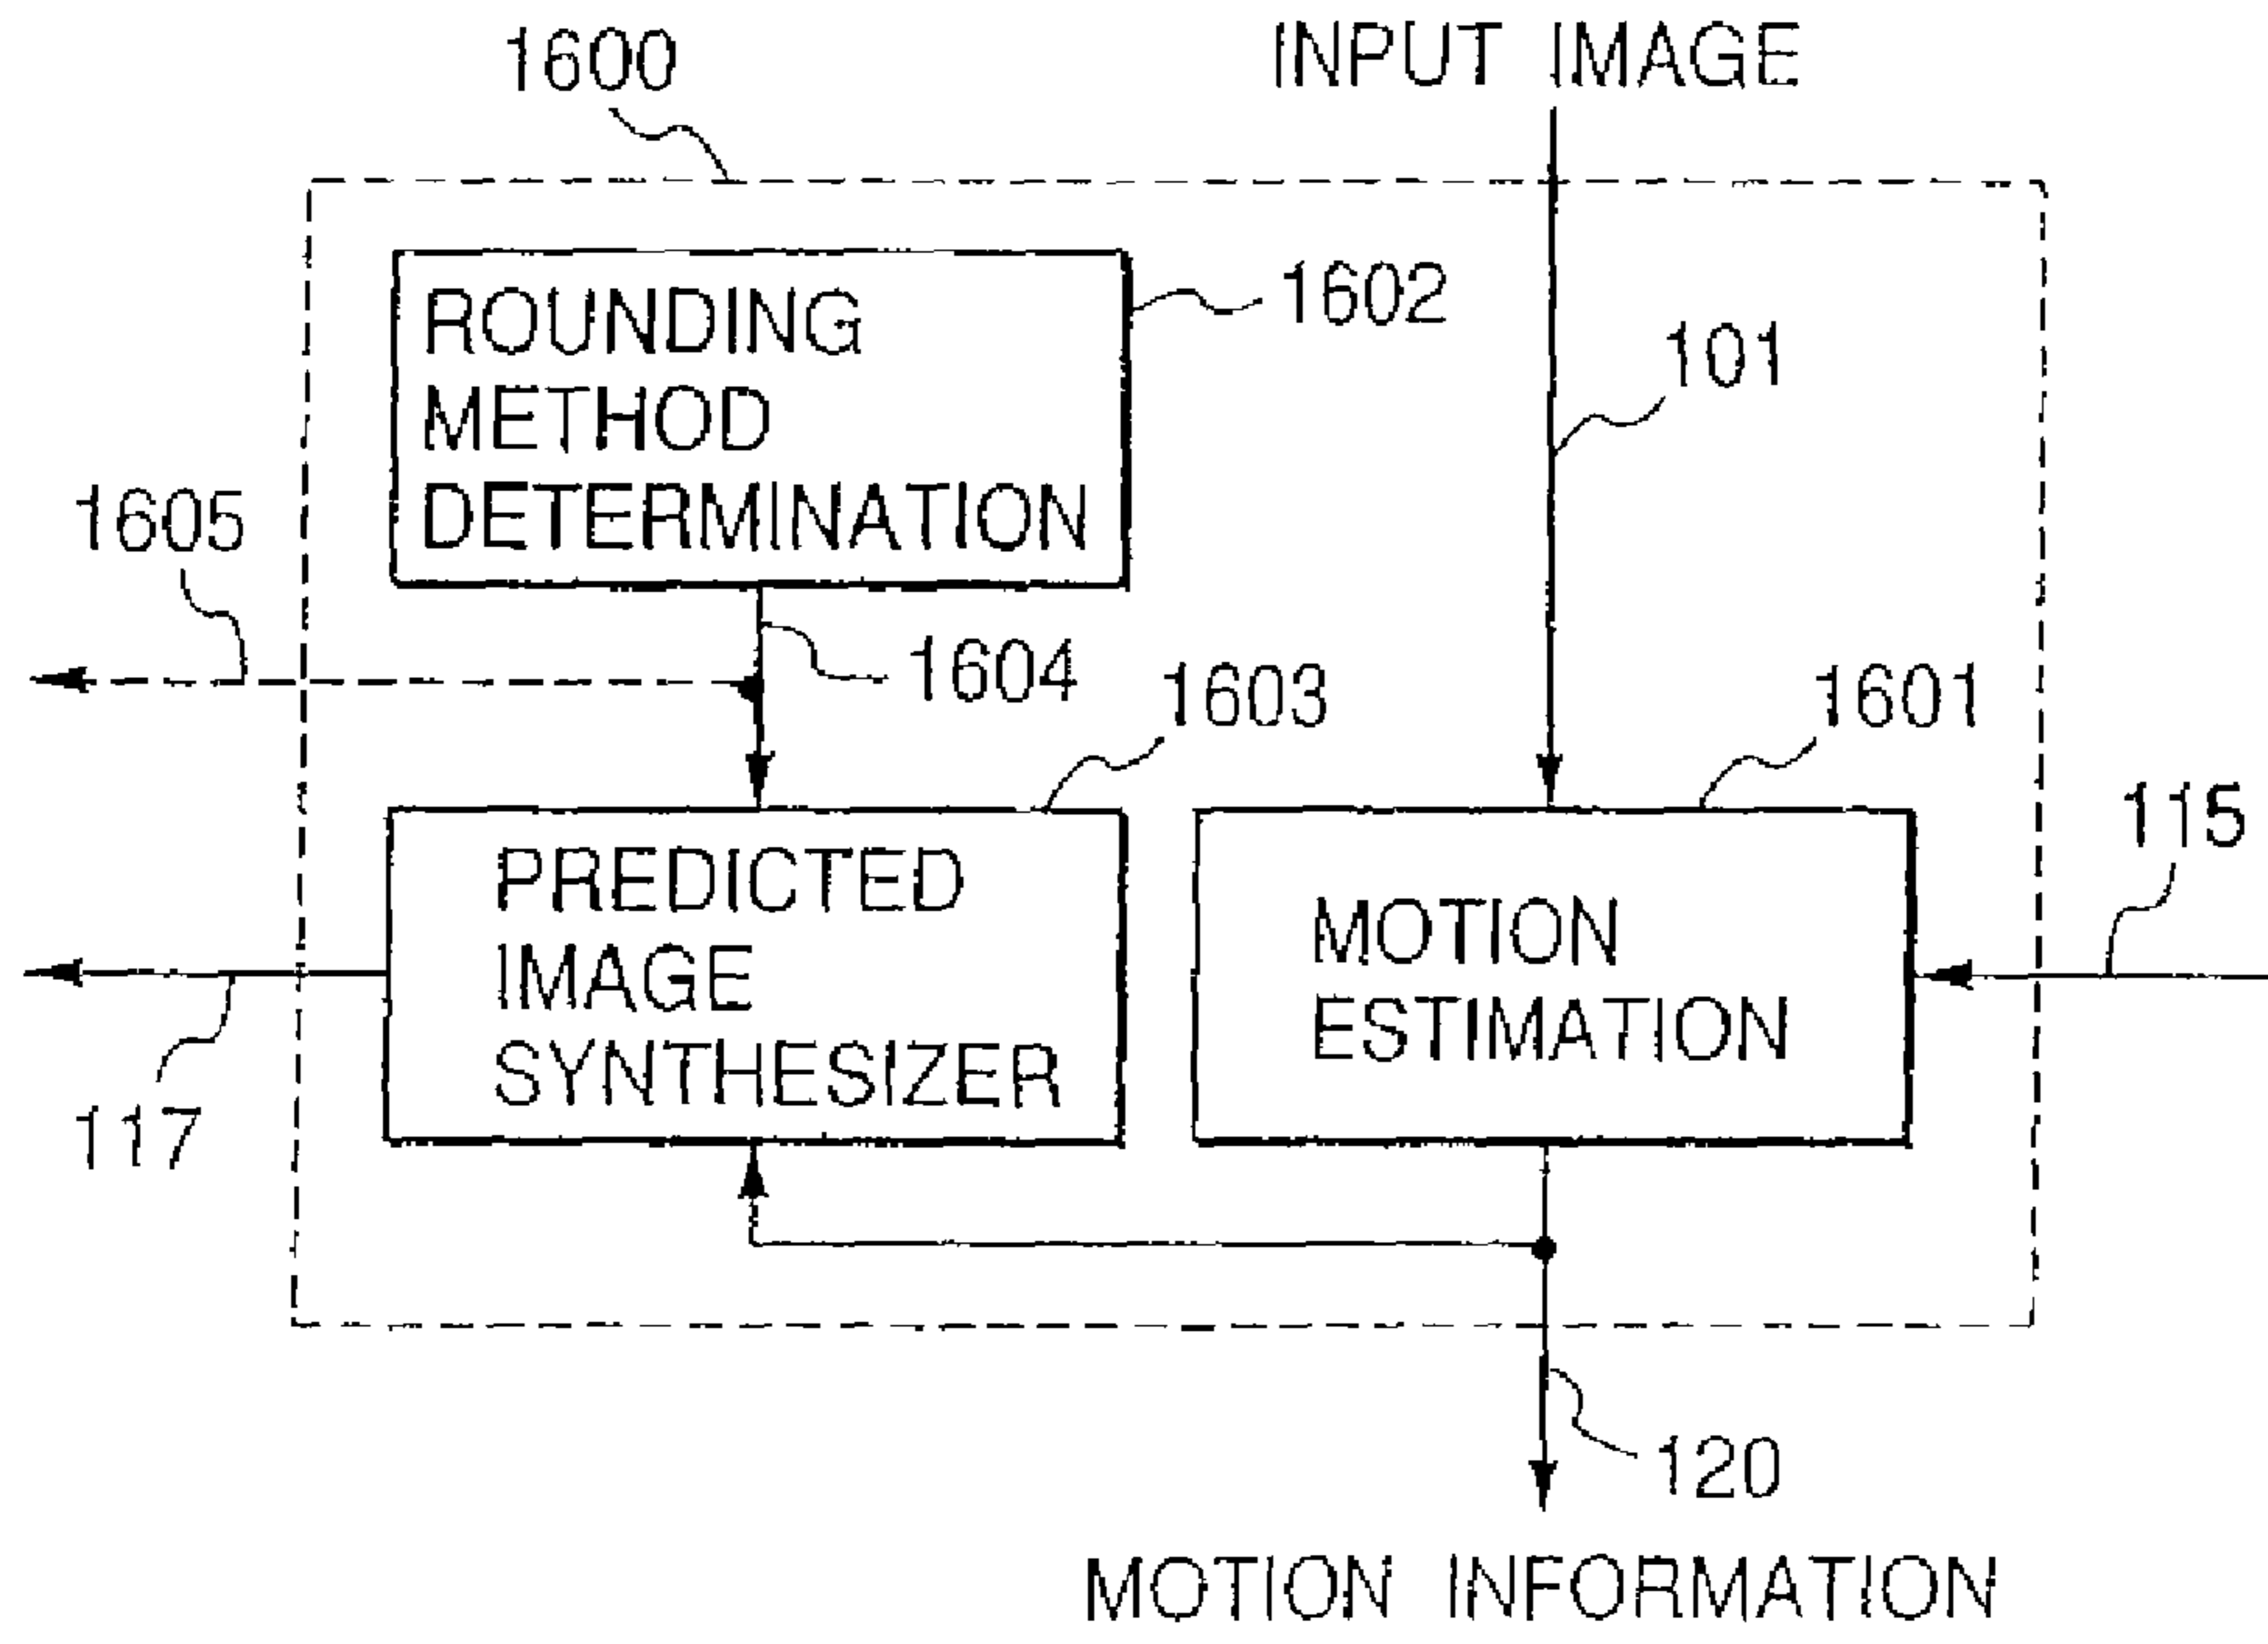 1600
INPUT IMAGE
ROUNDING
METHOD
DETERMINATION
1602
101
1605
1604
1603
1601
115
PREDICTED
IMAGE
SYNTHESIZER
MOTION
ESTIMATION
117
120
MOTION INFORMATION